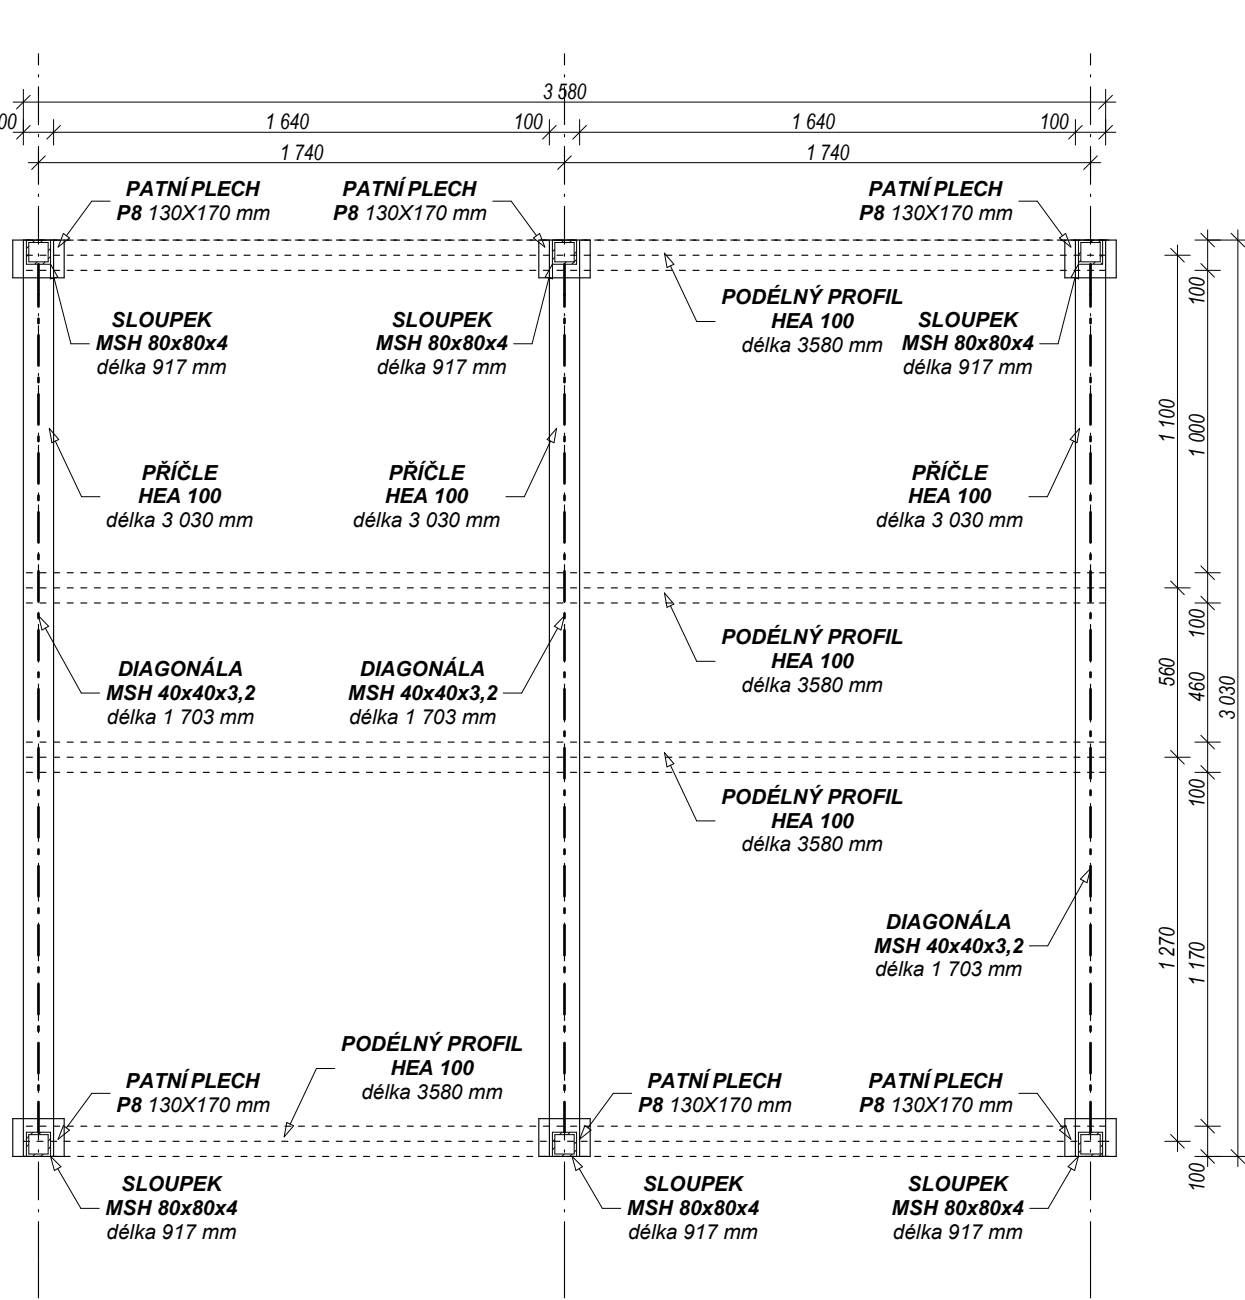 3 580
00
1 640
100
1 640
100
1 740
1 740
PATNÍ PLECH
P8 130X170 mm
PATNÍ PLECH
P8 130X170 mm
PATNÍ PLECH
P8 130X170 mm
SLOUPEK
MSH 80x80x4
délka 917 mm
SLOUPEK
MSH 80x80x4
délka 917 mm
PODÉLNÝ PROFIL
HEA 100
délka 3580 mm
SLOUPEK
MSH 80x80x4
délka 917 mm
100
1 100
1 000
PŘÍČLE
HEA 100
délka 3 030 mm
PŘÍČLE
HEA 100
délka 3 030 mm
PŘÍČLE
HEA 100
délka 3 030 mm
100
560
460
3 030
DIAGONÁLA
MSH 40x40x3,2
délka 1 703 mm
DIAGONÁLA
MSH 40x40x3,2
délka 1 703 mm
PODÉLNÝ PROFIL
HEA 100
délka 3580 mm
100
PODÉLNÝ PROFIL
HEA 100
délka 3580 mm
DIAGONÁLA
MSH 40x40x3,2
délka 1 703 mm
1 270
1 170
PODÉLNÝ PROFIL
HEA 100
délka 3580 mm
PATNÍ PLECH
P8 130X170 mm
PATNÍ PLECH
P8 130X170 mm
PATNÍ PLECH
P8 130X170 mm
100
SLOUPEK
MSH 80x80x4
délka 917 mm
SLOUPEK
MSH 80x80x4
délka 917 mm
SLOUPEK
MSH 80x80x4
délka 917 mm